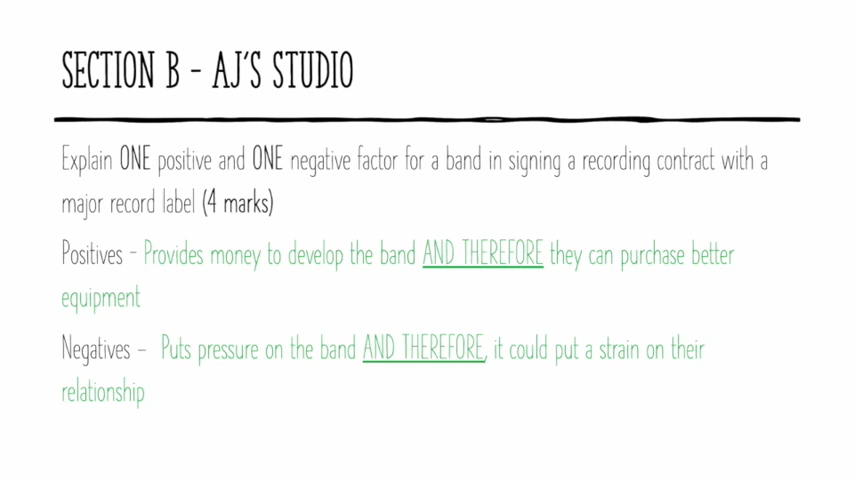 SECTION B - AJ'S STUDIO
Explain ONE positive and ONE negative factor for a band in signing a recording contract with a
major record label (4 marks)
Positives - Provides money to develop the band AND THEREFORE they can purchase better
equipment
Negatives – Puts pressure on the band AND THEREFORE, it could put a strain on their
relationship